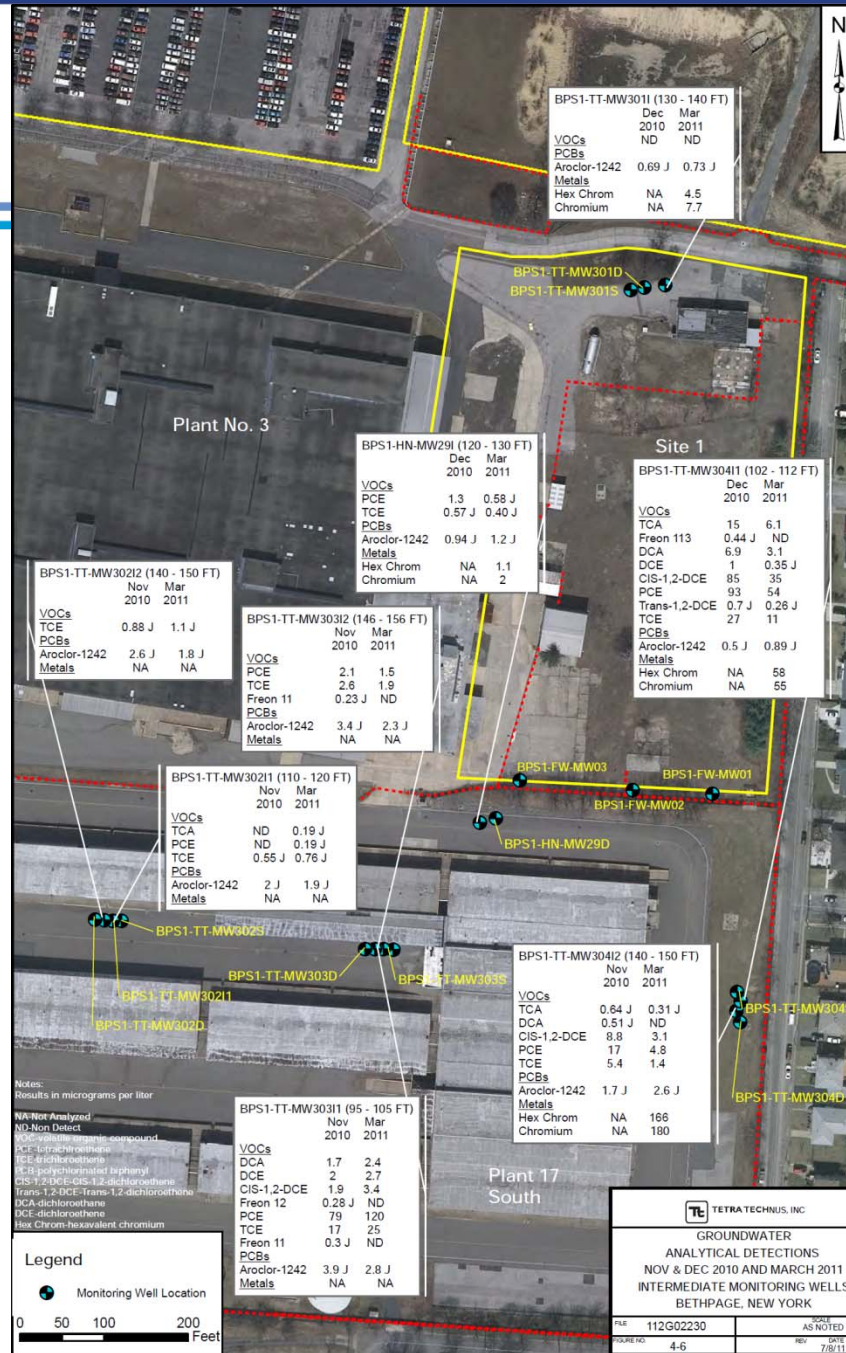 N
BPS1-TT-MW301I (130 - 140 FT)
Dec Mar
2010 2011
VOCs ND ND
PCBs
Aroclor-1242 0.69 J 0.73 J
Metals
Hex Chrom NA 4.5
Chromium NA 7.7
BPS1-TT-MW301D
BPS1-TT-MW301S
Plant No. 3
Site 1
BPS1-HN-MW29I (120 - 130 FT)
Dec Mar
2010 2011
VOCs
PCE 1.3 0.58 J
TCE 0.57 J 0.40 J
PCBs
Aroclor-1242 0.94 J 1.2 J
Metals
Hex Chrom NA 1.1
Chromium NA 2
BPS1-TT-MW304I1 (102 - 112 FT)
Dec Mar
2010 2011
VOCs
TCA 15 6.1
Freon 113 0.44 J ND
DCA 6.9 3.1
DCE 1 0.35 J
CIS-1,2-DCE 85 35
PCE 93 54
Trans-1,2-DCE 0.7 J 0.26 J
TCE 27 11
PCBs
Aroclor-1242 0.5 J 0.89 J
Metals
Hex Chrom NA 58
Chromium NA 55
BPS1-TT-MW302I2 (140 - 150 FT)
Nov Mar
2010 2011
VOCs
TCE 0.88 J 1.1 J
PCBs
Aroclor-1242 2.6 J 1.8 J
Metals NA NA
BPS1-TT-MW303I2 (146 - 156 FT)
Nov Mar
2010 2011
VOCs
PCE 2.1 1.5
TCE 2.6 1.9
Freon 11 0.23 J ND
PCBs
Aroclor-1242 3.4 J 2.3 J
Metals NA NA
BPS1-TT-MW302I1 (110 - 120 FT)
Nov Mar
2010 2011
VOCs
TCA ND 0.19 J
PCE ND 0.19 J
TCE 0.55 J 0.76 J
PCBs
Aroclor-1242 2 J 1.9 J
Metals NA NA
BPS1-FW-MW03
BPS1-FW-MW01
BPS1-FW-MW02
BPS1-HN-MW29D
BPS1-TT-MW302S
BPS1-TT-MW302I1
BPS1-TT-MW302D
BPS1-TT-MW303D
BPS1-TT-MW303S
BPS1-TT-MW304I2 (140 - 150 FT)
Nov Mar
2010 2011
VOCs
TCA 0.64 J 0.31 J
DCA 0.51 J ND
CIS-1,2-DCE 8.8 3.1
PCE 17 4.8
TCE 5.4 1.4
PCBs
Aroclor-1242 1.7 J 2.6 J
Metals
Hex Chrom NA 166
Chromium NA 180
BPS1-TT-MW304
BPS1-TT-MW304D
Notes:
Results in micrograms per liter
NA-Not Analyzed
ND-Non Detect
VOC-volatile organic compound
PCE-tetrachloroethene
TCE-trichloroethene
PCB-polychlorinated biphenyl
CIS-1,2-DCE-CIS-1,2-dichloroethene
Trans-1,2-DCE-Trans-1,2-dichloroethene
DCA-dichloroethane
DCE-dichloroethene
Hex Chrom-hexavalent chromium
BPS1-TT-MW303I1 (95 - 105 FT)
Nov Mar
2010 2011
VOCs
DCA 1.7 2.4
DCE 2 2.7
CIS-1,2-DCE 1.9 3.4
Freon 12 0.28 J ND
PCE 79 120
TCE 17 25
Freon 11 0.3 J ND
PCBs
Aroclor-1242 3.9 J 2.8 J
Metals NA NA
Plant 17
South
Legend
Monitoring Well Location
0 50 100 200
Feet
Tt TETRA TECH NUS, INC
GROUNDWATER
ANALYTICAL DETECTIONS
NOV & DEC 2010 AND MARCH 2011
INTERMEDIATE MONITORING WELLS
BETHPAGE, NEW YORK
FILE 112G02230 SCALE AS NOTED
FIGURE NO. 4-6 REV DATE 7/8/11